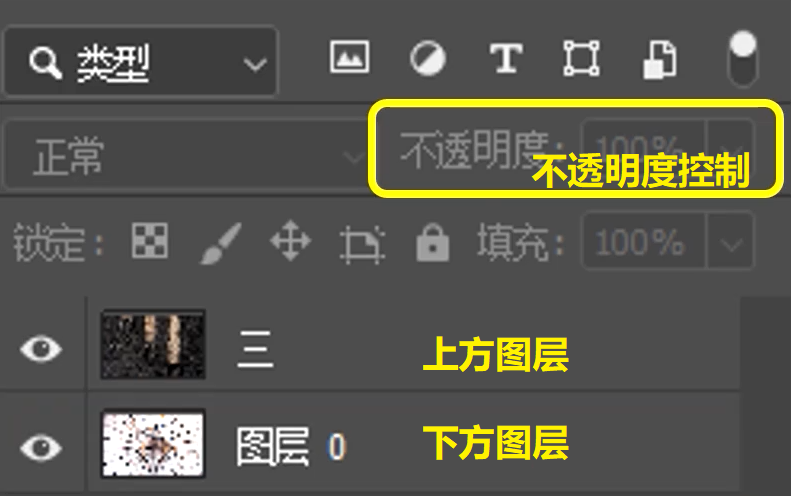 类型 T
正常 不透明度: 100%
不透明度控制
锁定: 填充: 100%
三 上方图层
图层 0 下方图层